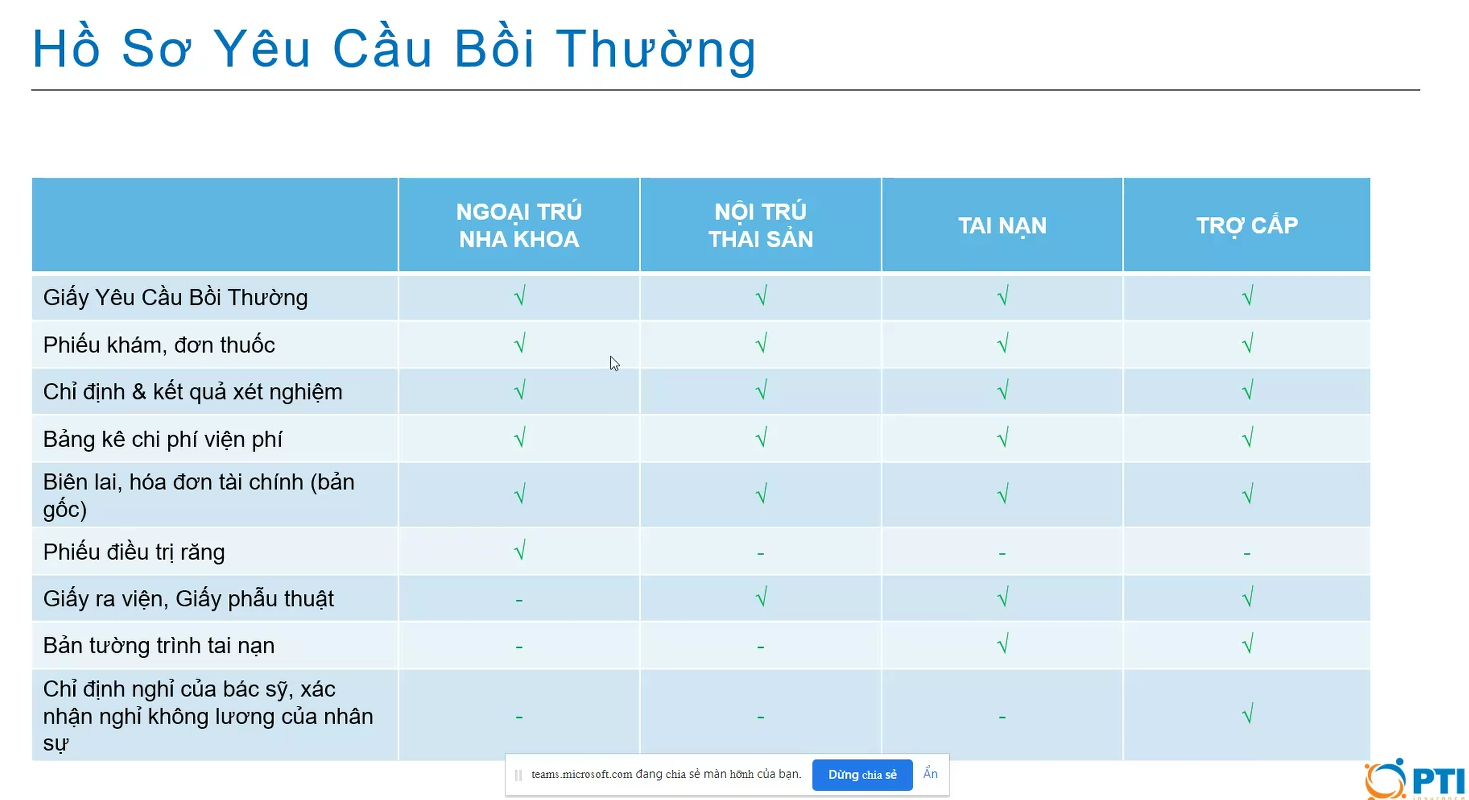 Hồ Sơ Yêu Cầu Bồi Thường
NGOẠI TRÚ
NHA KHOA
NỘI TRÚ
THAI SẢN
TAI NẠN
TRỢ CẤP
Giấy Yêu Cầu Bồi Thường √ √ √ √
Phiếu khám, đơn thuốc √ √ √ √
Chỉ định & kết quả xét nghiệm √ √ √ √
Bảng kê chi phí viện phí √ √ √ √
Biên lai, hóa đơn tài chính (bản
gốc) √ √ √ √
Phiếu điều trị răng √ - - -
Giấy ra viện, Giấy phẫu thuật - √ √ √
Bản tường trình tai nạn - - √ √
Chỉ định nghỉ của bác sỹ, xác
nhận nghỉ không lương của nhân
sự - - - √
teams.microsoft.com đang chia sẻ màn hỡnh của bạn. Dừng chia sẻ Ẩn
PTI